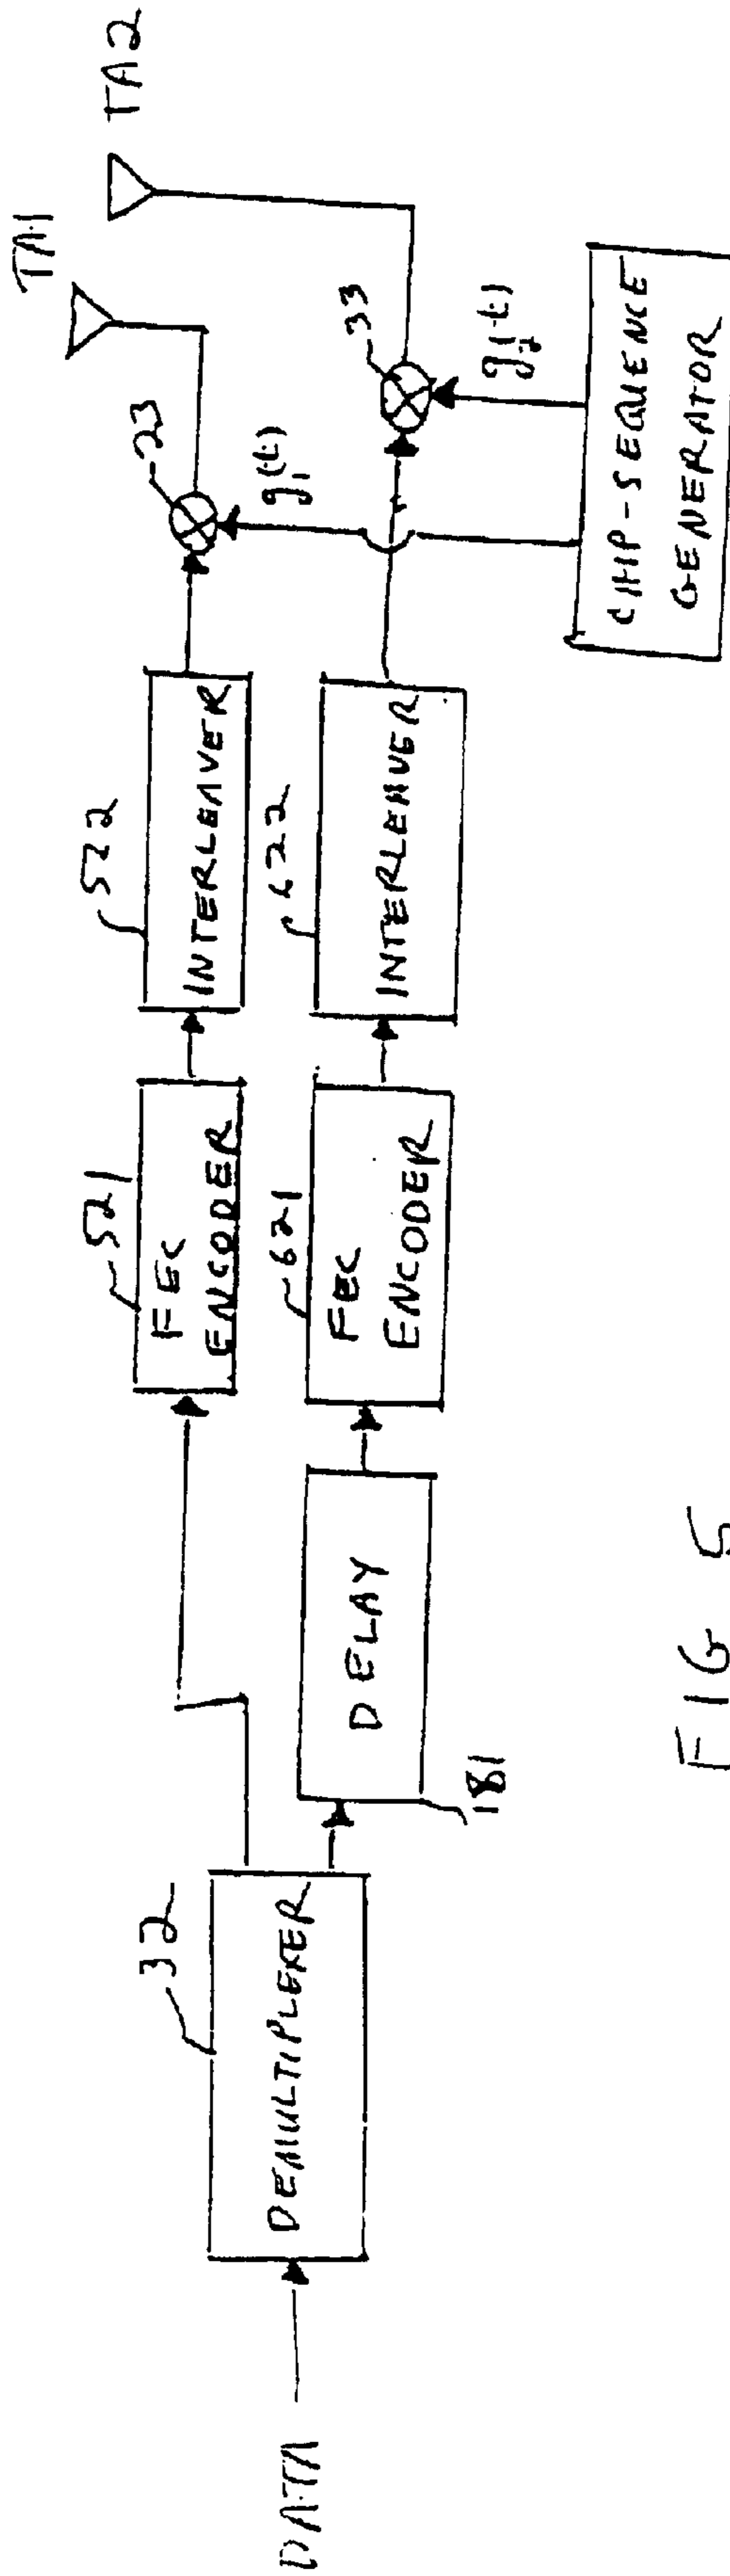 DATA
32
DEMULTIPLEXER
181
DELAY
521
FEC
ENCODER
621
FEC
ENCODER
522
INTERLEAVER
622
INTERLEAVER
23
g1(t)
33
g2(t)
TA1
TA2
CHIP-SEQUENCE
GENERATOR
FIG 5